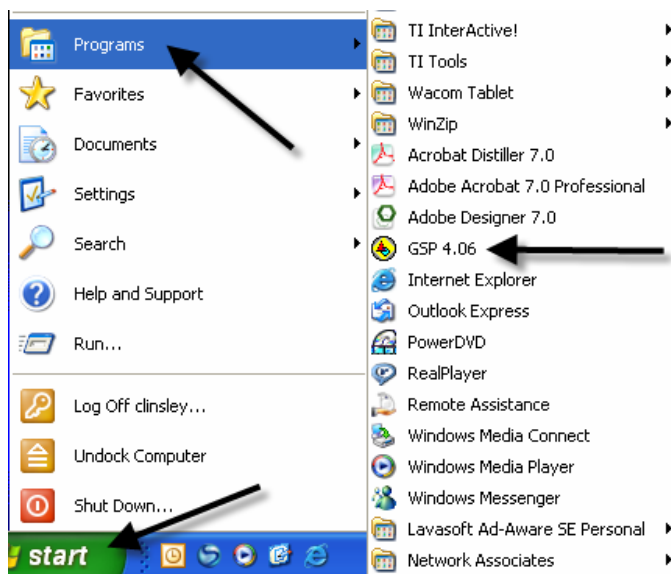 Programs
Favorites
Documents
Settings
Search
Help and Support
Run...
Log Off clinsley...
Undock Computer
Shut Down...
start
TI InterActive!
TI Tools
Wacom Tablet
WinZip
Acrobat Distiller 7.0
Adobe Acrobat 7.0 Professional
Adobe Designer 7.0
GSP 4.06
Internet Explorer
Outlook Express
PowerDVD
RealPlayer
Remote Assistance
Windows Media Connect
Windows Media Player
Windows Messenger
Lavasoft Ad-Aware SE Personal
Network Associates